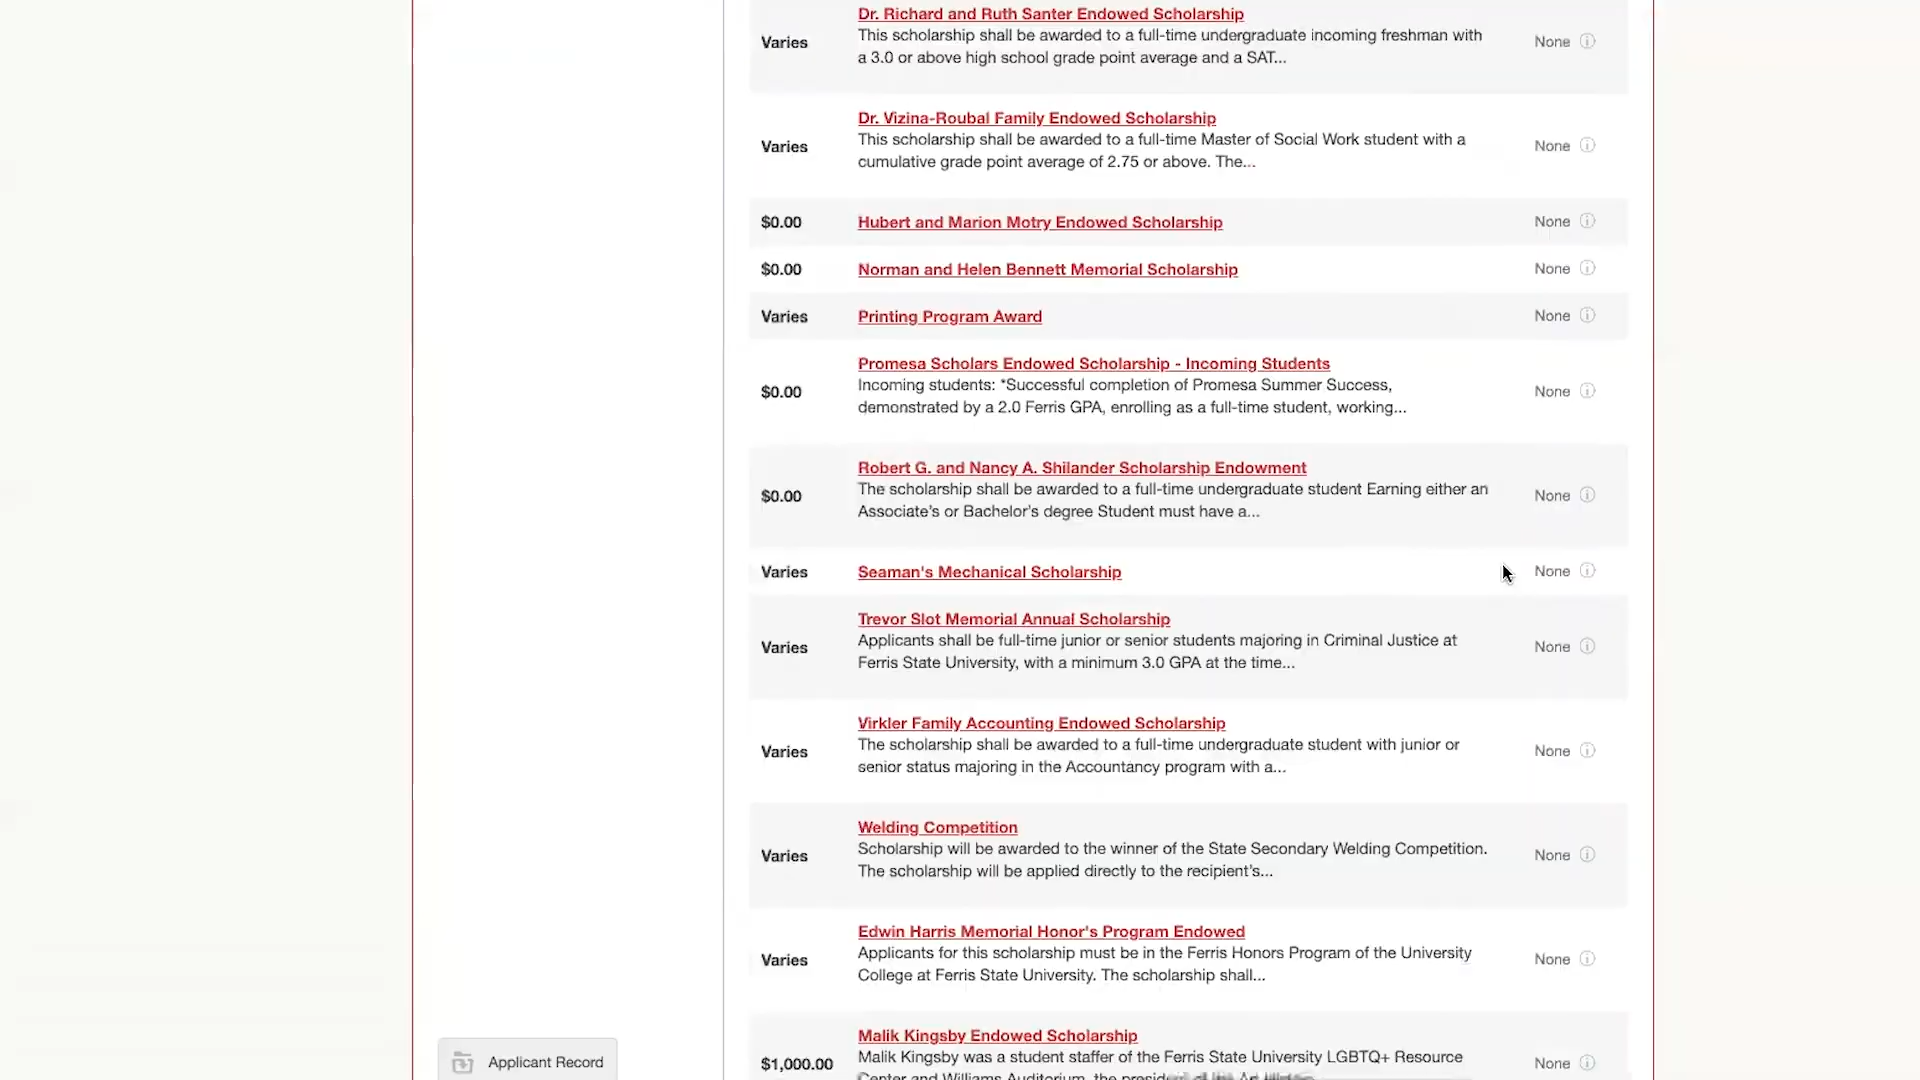 Dr. Richard and Ruth Santer Endowed Scholarship
Varies
This scholarship shall be awarded to a full-time undergraduate incoming freshman with
a 3.0 or above high school grade point average and a SAT...
None
Dr. Vizina-Roubal Family Endowed Scholarship
Varies
This scholarship shall be awarded to a full-time Master of Social Work student with a
cumulative grade point average of 2.75 or above. The...
None
$0.00 Hubert and Marion Motry Endowed Scholarship None
$0.00 Norman and Helen Bennett Memorial Scholarship None
Varies Printing Program Award None
Promesa Scholars Endowed Scholarship - Incoming Students
$0.00
Incoming students: *Successful completion of Promesa Summer Success,
demonstrated by a 2.0 Ferris GPA, enrolling as a full-time student, working...
None
Robert G. and Nancy A. Shilander Scholarship Endowment
$0.00
The scholarship shall be awarded to a full-time undergraduate student Earning either an
Associate's or Bachelor's degree Student must have a...
None
Varies Seaman's Mechanical Scholarship None
Trevor Slot Memorial Annual Scholarship
Varies
Applicants shall be full-time junior or senior students majoring in Criminal Justice at
Ferris State University, with a minimum 3.0 GPA at the time...
None
Virkler Family Accounting Endowed Scholarship
Varies
The scholarship shall be awarded to a full-time undergraduate student with junior or
senior status majoring in the Accountancy program with a...
None
Welding Competition
Varies
Scholarship will be awarded to the winner of the State Secondary Welding Competition.
The scholarship will be applied directly to the recipient's...
None
Edwin Harris Memorial Honor's Program Endowed
Varies
Applicants for this scholarship must be in the Ferris Honors Program of the University
College at Ferris State University. The scholarship shall...
None
Malik Kingsby Endowed Scholarship
$1,000.00
Malik Kingsby was a student staffer of the Ferris State University LGBTQ+ Resource
Center and Williams Auditorium, the
None
Applicant Record